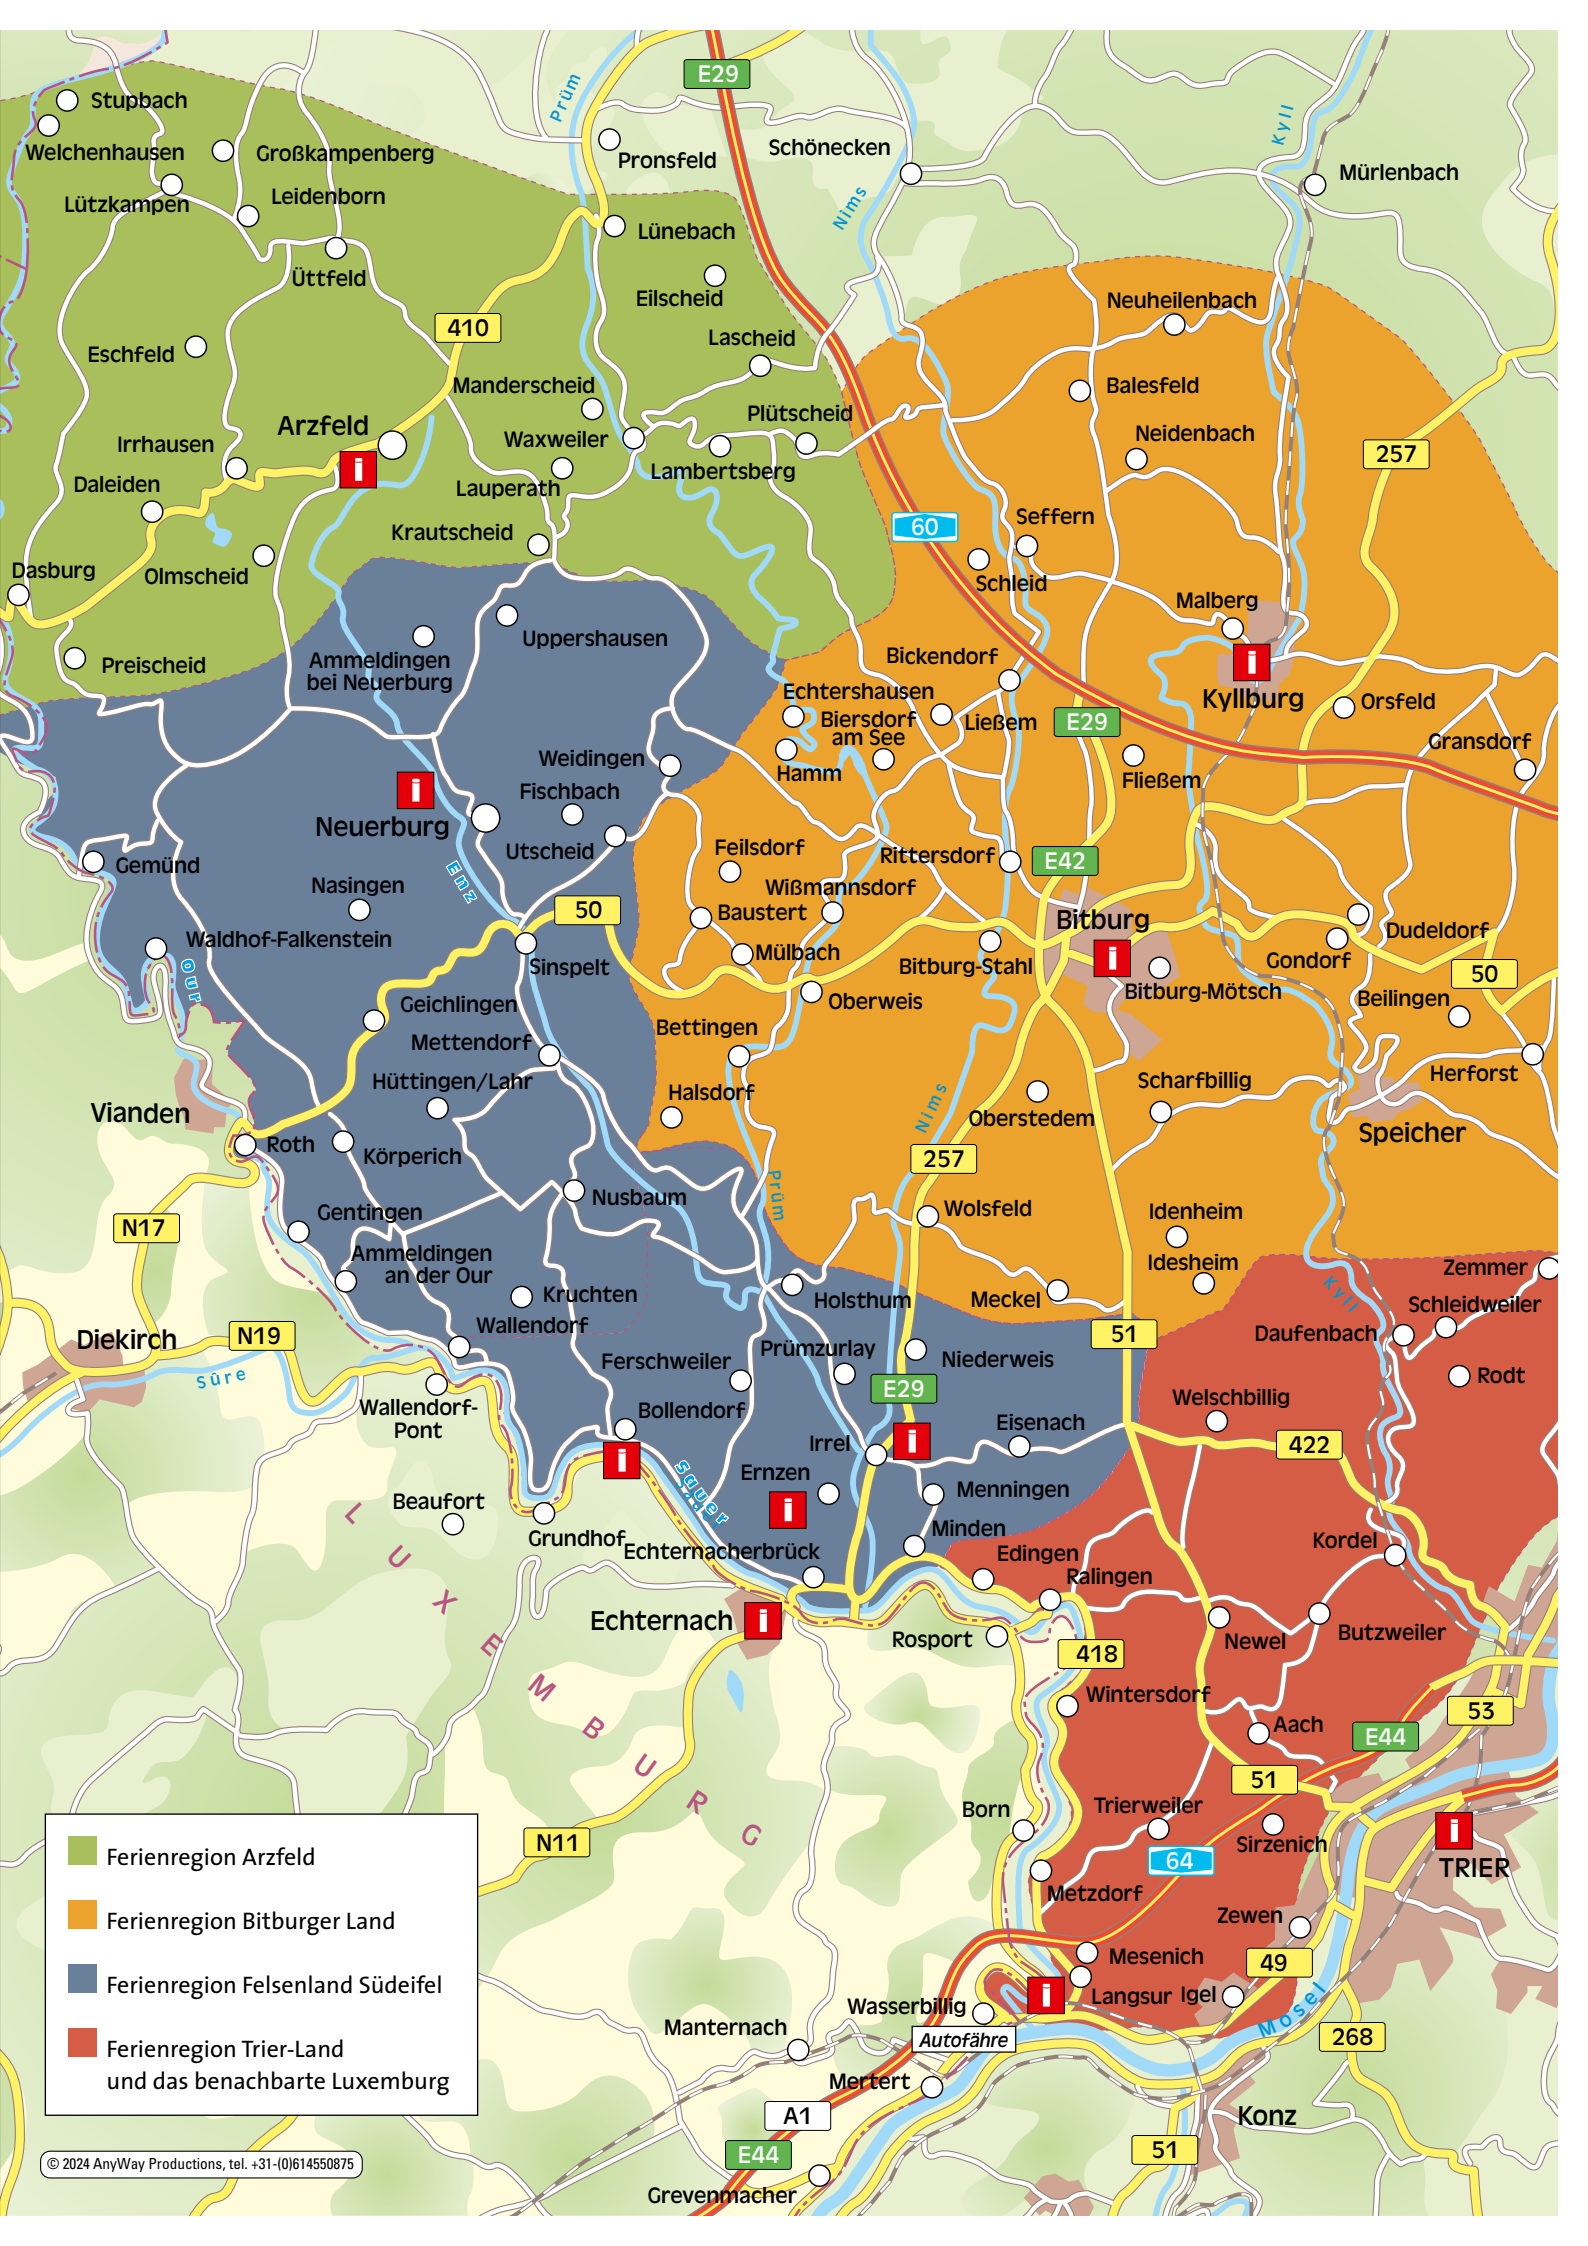 E29
Prüm
Kyll
Stupbach
Welchenhausen
Großkampenberg
Pronsfeld
Schönecken
Mürlenbach
Lützkampen
Leidenborn
Nims
Lünebach
Üttfeld
Eilscheid
Neuheilenbach
410
Eschfeld
Lascheid
Manderscheid
Balesfeld
Plütscheid
Arzfeld
i
Irrhausen
Waxweiler
Neidenbach
257
Daleiden
Lauperath
Lambertsberg
Seffern
60
Krautscheid
Dasburg
Olmscheid
Schleid
Malberg
Uppershausen
Preischeid
Ammeldingen
bei Neuerburg
Bickendorf
i
Kyllburg
Echtershausen
Orsfeld
Biersdorf
am See
Ließem
E29
Gransdorf
Weidingen
Hamm
Fließem
i
Fischbach
Neuerburg
Utscheid
Feilsdorf
Rittersdorf
E42
Gemünd
Enz
Nasingen
Wißmannsdorf
50
Baustert
Bitburg
i
Waldhof-Falkenstein
Our
Sinspelt
Mülbach
Bitburg-Stahl
Gondorf
Dudeldorf
50
Oberweis
Bitburg-Mötsch
Beilingen
Geichlingen
Bettingen
Mettendorf
Hüttingen/Lahr
Halsdorf
Scharfbillig
Herforst
Vianden
Nims
Oberstedem
Speicher
Roth
Körperich
257
Prüm
Nusbaum
N17
Gentingen
Wolsfeld
Idenheim
Ammeldingen
an der Our
Idesheim
Zemmer
Kyll
Kruchten
Holsthum
Meckel
Schleidweiler
Diekirch
N19
Wallendorf
51
Daufenbach
Prümzurlay
Ferschweiler
Niederweis
Sûre
E29
Rodt
Wallendorf-
Pont
Bollendorf
Welschbillig
Irrel
i
Eisenach
422
i
Sauer
Ernzen
i
Menningen
Beaufort
Grundhof
Minden
Kordel
Echternacherbrück
Edingen
Ralingen
Echternach
i
Rosport
Newel
Butzweiler
418
Wintersdorf
Aach
53
E44
51
LUXEMBURG
Born
Trierweiler
Sirzenich
i
TRIER
N11
64
Metzdorf
Zewen
Mesenich
49
i
Langsur
Igel
Wasserbillig
Mosel
Manternach
Autofähre
268
Mertert
A1
Konz
E44
51
Grevenmacher
Ferienregion Arzfeld
Ferienregion Bitburger Land
Ferienregion Felsenland Südeifel
Ferienregion Trier-Land
und das benachbarte Luxemburg
© 2024 AnyWay Productions, tel. +31-(0)614550875